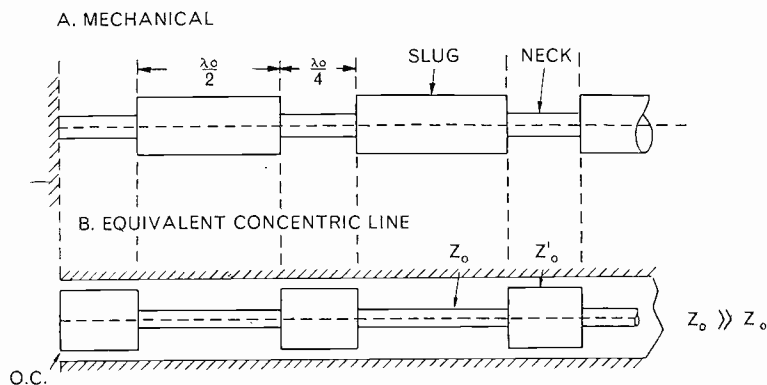 A. MECHANICAL
λo/2
λo/4
SLUG
NECK
B. EQUIVALENT CONCENTRIC LINE
Zo
Z'o
Zo >> Zo
O.C.